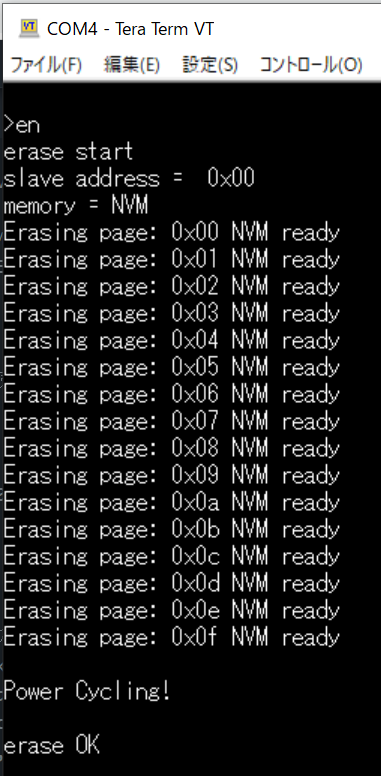 VT
COM4 - Tera Term VT
ファイル(F) 編集(E) 設定(S) コントロール(O)
>en
erase start
slave address =  0x00
memory = NVM
Erasing page: 0x00 NVM ready
Erasing page: 0x01 NVM ready
Erasing page: 0x02 NVM ready
Erasing page: 0x03 NVM ready
Erasing page: 0x04 NVM ready
Erasing page: 0x05 NVM ready
Erasing page: 0x06 NVM ready
Erasing page: 0x07 NVM ready
Erasing page: 0x08 NVM ready
Erasing page: 0x09 NVM ready
Erasing page: 0x0a NVM ready
Erasing page: 0x0b NVM ready
Erasing page: 0x0c NVM ready
Erasing page: 0x0d NVM ready
Erasing page: 0x0e NVM ready
Erasing page: 0x0f NVM ready
Power Cycling!
erase OK